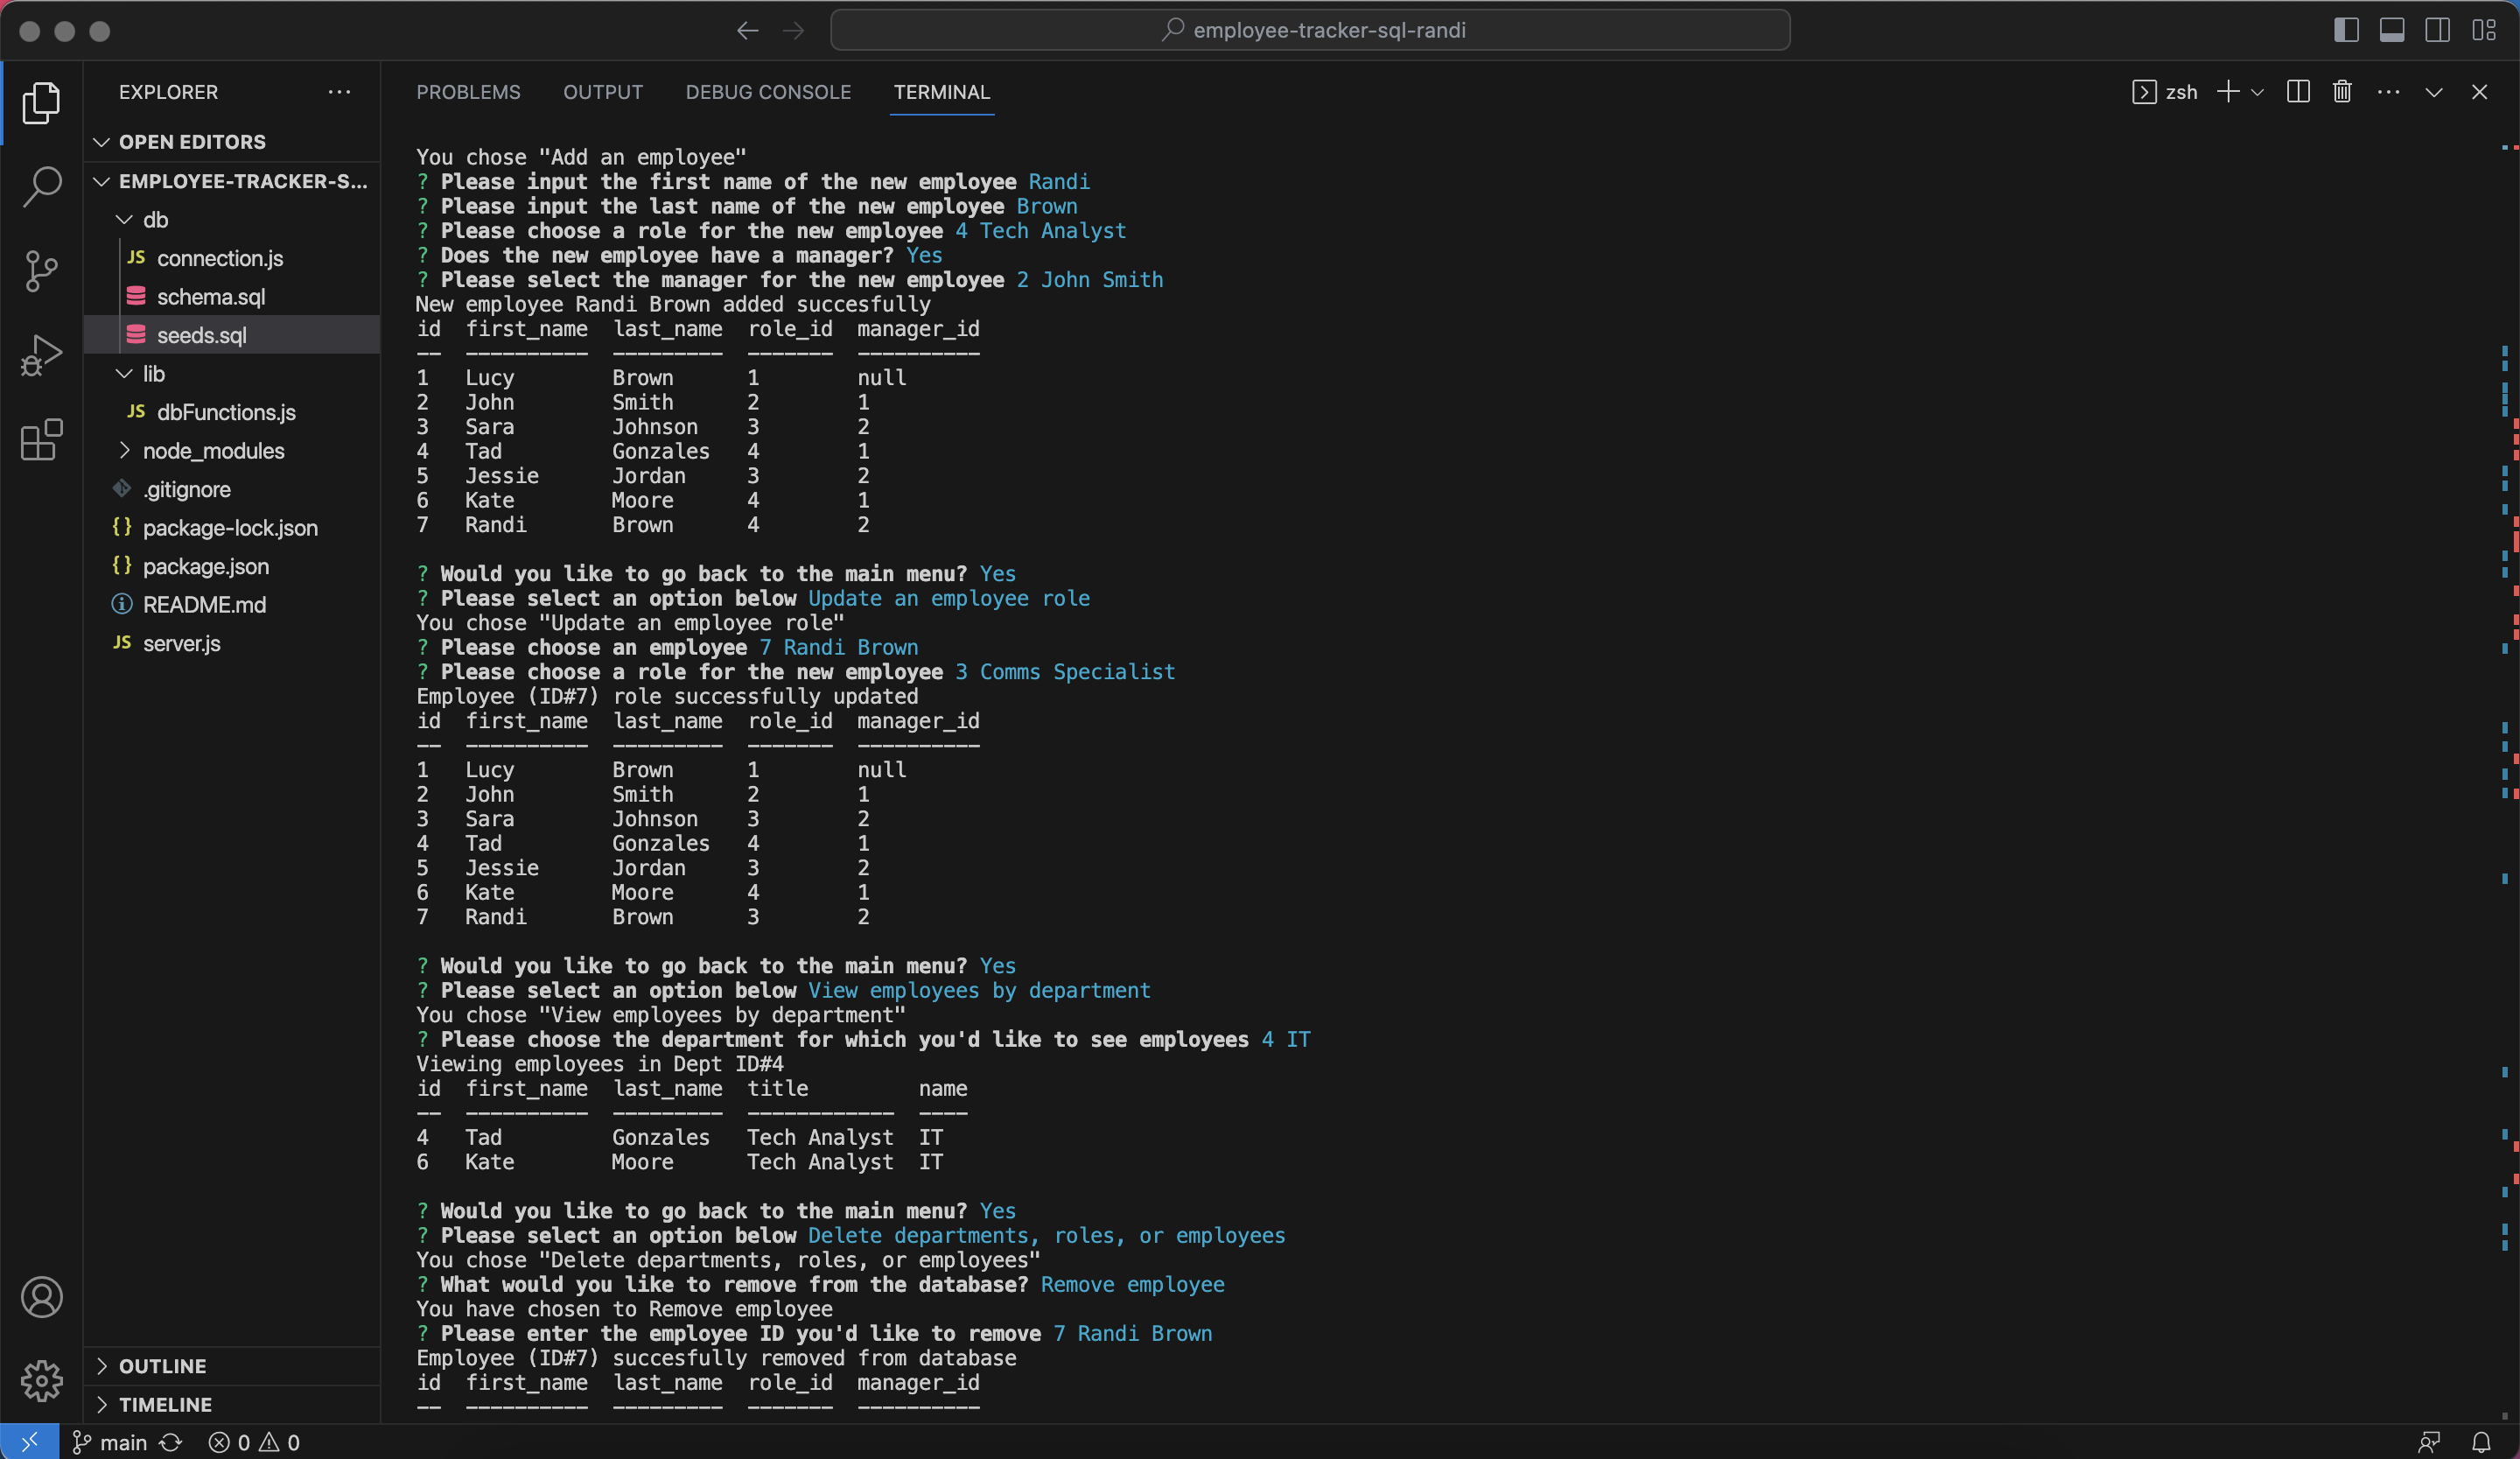 employee-tracker-sql-randi
EXPLORER
OPEN EDITORS
EMPLOYEE-TRACKER-S...
db
JS connection.js
schema.sql
seeds.sql
lib
JS dbFunctions.js
node_modules
.gitignore
{} package-lock.json
{} package.json
README.md
JS server.js
OUTLINE
TIMELINE
PROBLEMS OUTPUT DEBUG CONSOLE TERMINAL
zsh
You chose "Add an employee"
? Please input the first name of the new employee Randi
? Please input the last name of the new employee Brown
? Please choose a role for the new employee 4 Tech Analyst
? Does the new employee have a manager? Yes
? Please select the manager for the new employee 2 John Smith
New employee Randi Brown added succesfully
id first_name last_name role_id manager_id
-- ---------- --------- ------- ----------
1 Lucy Brown 1 null
2 John Smith 2 1
3 Sara Johnson 3 2
4 Tad Gonzales 4 1
5 Jessie Jordan 3 2
6 Kate Moore 4 1
7 Randi Brown 4 2
? Would you like to go back to the main menu? Yes
? Please select an option below Update an employee role
You chose "Update an employee role"
? Please choose an employee 7 Randi Brown
? Please choose a role for the new employee 3 Comms Specialist
Employee (ID#7) role successfully updated
id first_name last_name role_id manager_id
-- ---------- --------- ------- ----------
1 Lucy Brown 1 null
2 John Smith 2 1
3 Sara Johnson 3 2
4 Tad Gonzales 4 1
5 Jessie Jordan 3 2
6 Kate Moore 4 1
7 Randi Brown 3 2
? Would you like to go back to the main menu? Yes
? Please select an option below View employees by department
You chose "View employees by department"
? Please choose the department for which you'd like to see employees 4 IT
Viewing employees in Dept ID#4
id first_name last_name title name
-- ---------- --------- ------------ ----
4 Tad Gonzales Tech Analyst IT
6 Kate Moore Tech Analyst IT
? Would you like to go back to the main menu? Yes
? Please select an option below Delete departments, roles, or employees
You chose "Delete departments, roles, or employees"
? What would you like to remove from the database? Remove employee
You have chosen to Remove employee
? Please enter the employee ID you'd like to remove 7 Randi Brown
Employee (ID#7) succesfully removed from database
id first_name last_name role_id manager_id
-- ---------- --------- ------- ----------
main 0 0